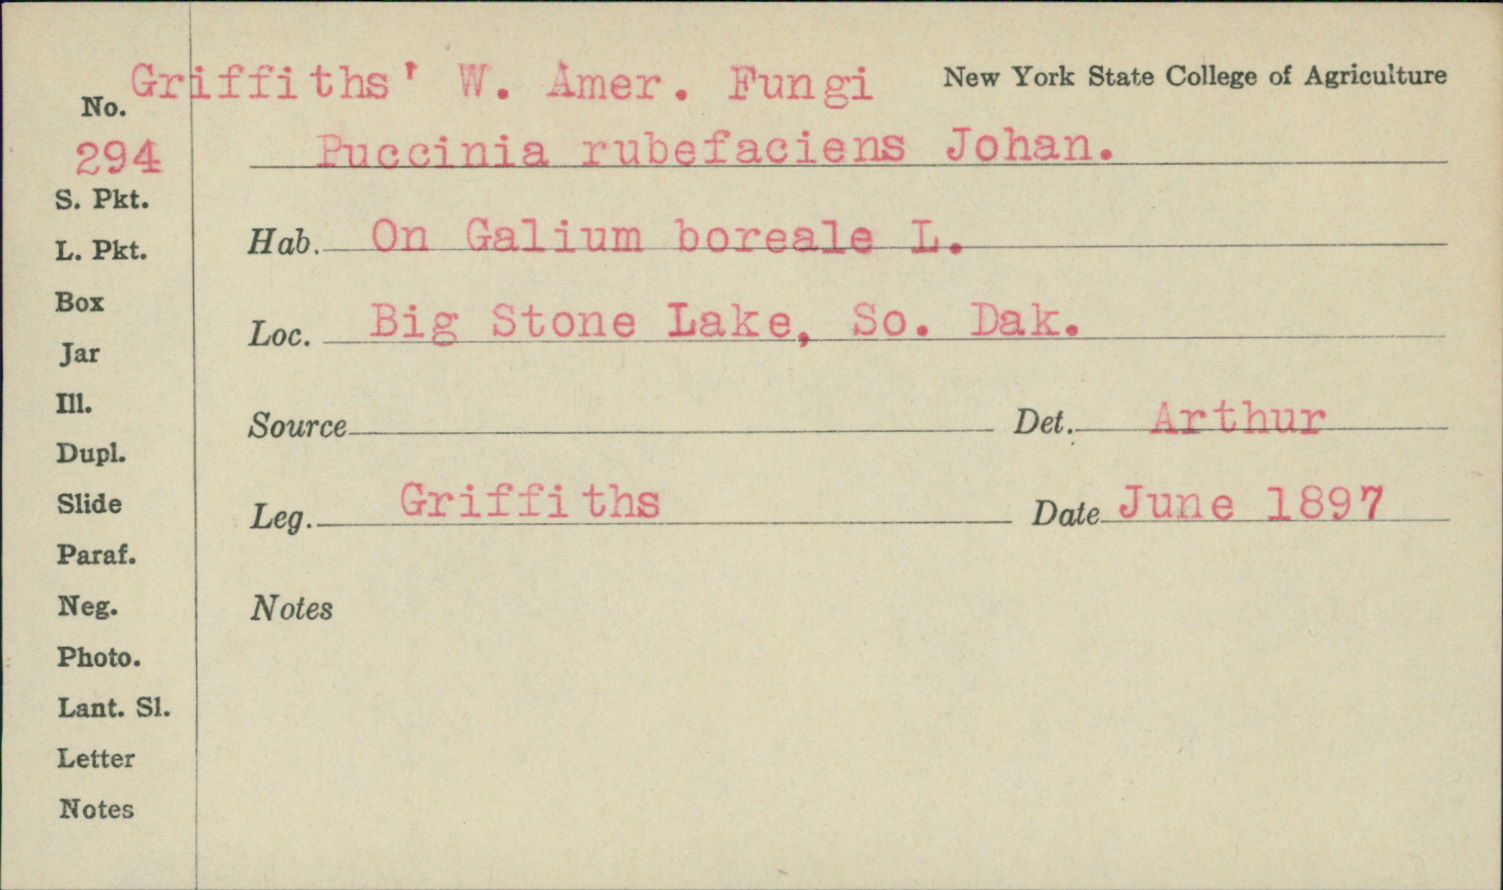 Griffiths' W. Amer. Fungi New York State College of Agriculture
No.
294 Puccinia rubefaciens Johan.
S. Pkt.
Hab. On Galium boreale L.
L. Pkt.
Box
Loc. Big Stone Lake, So. Dak.
Jar
Ill.
Source Det. Arthur
Dupl.
Slide
Leg. Griffiths Date June 1897
Paraf.
Neg.
Notes
Photo.
Lant. Sl.
Letter
Notes